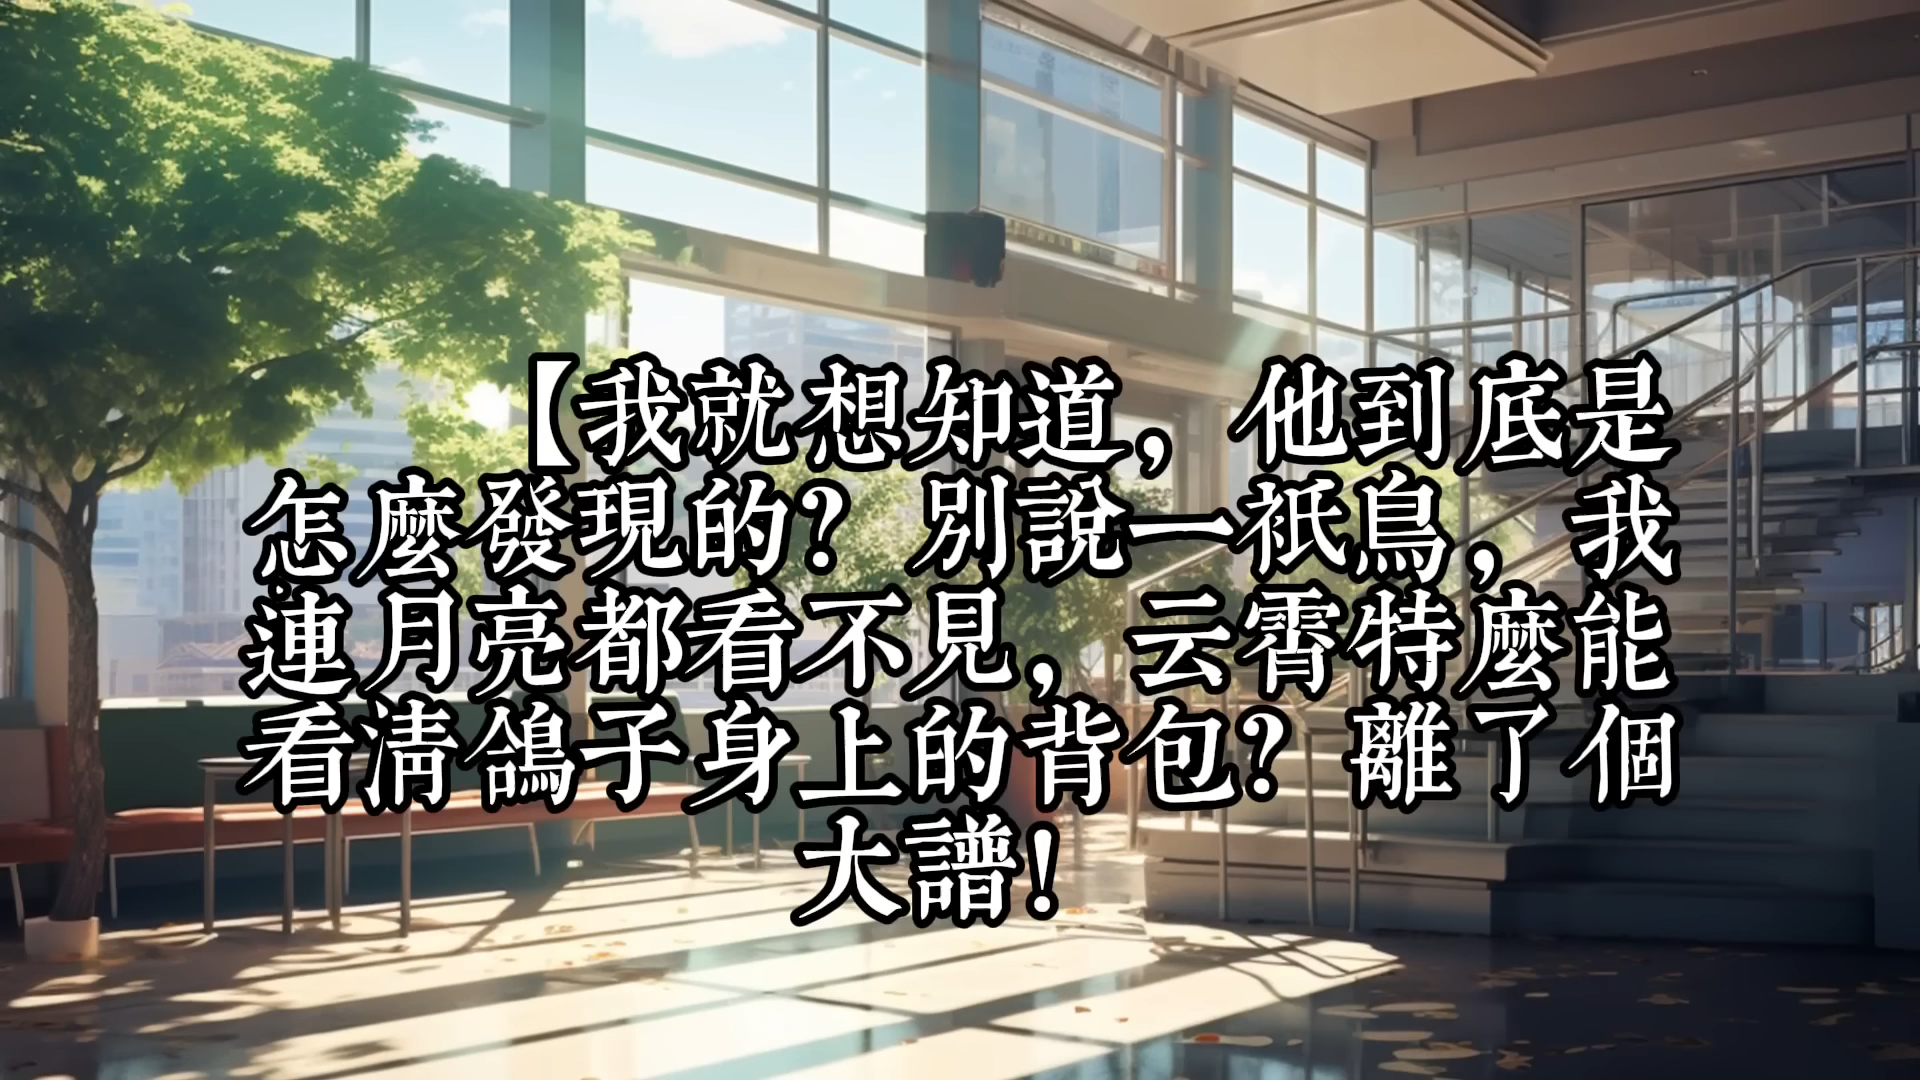 【我就想知道，他到底是
怎麼發現的？別說一衹鳥，我
連月亮都看不見，云霄特麼能
看清鴿子身上的背包？離了個
大譜！